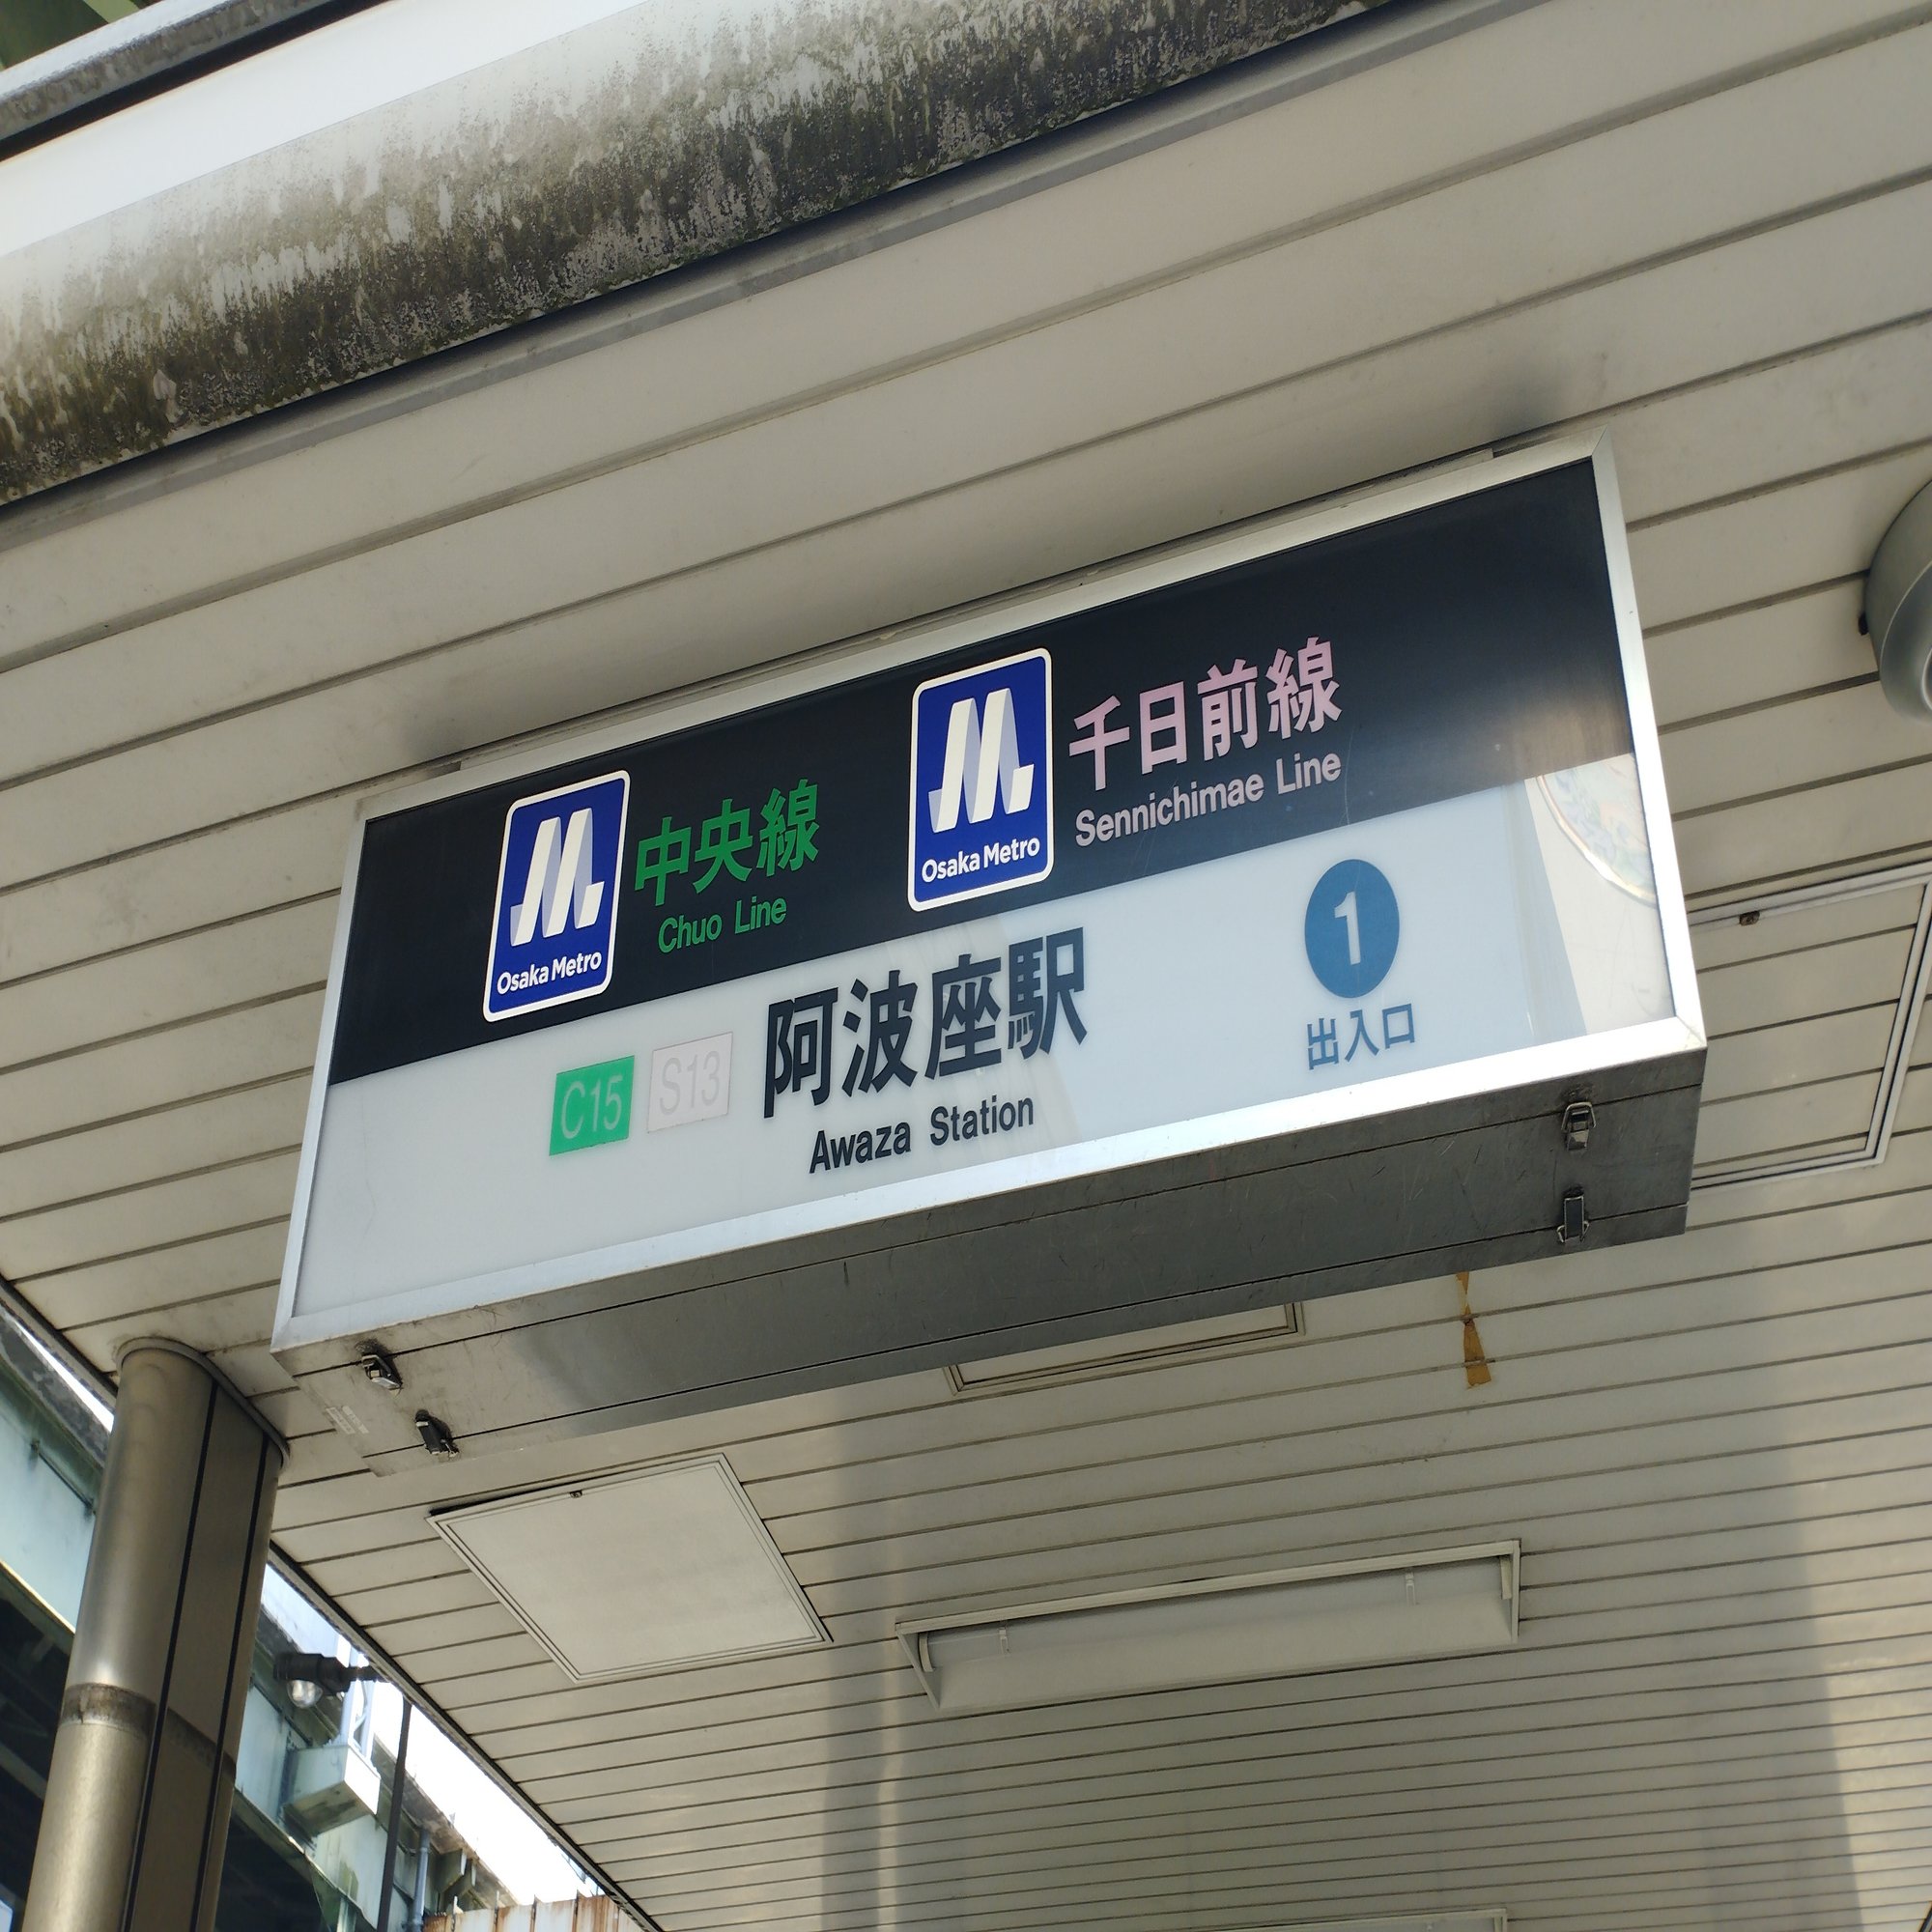 Osaka Metro
中央線
Chuo Line
Osaka Metro
千日前線
Sennichimae Line
C15 S13
阿波座駅
Awaza Station
1
出入口